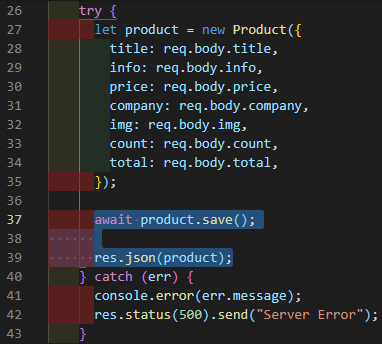 26 try {
27 let product = new Product({
28 title: req.body.title,
29 info: req.body.info,
30 price: req.body.price,
31 company: req.body.company,
32 img: req.body.img,
33 count: req.body.count,
34 total: req.body.total,
35 });
36
37 await product.save();
38
39 res.json(product);
40 } catch (err) {
41 console.error(err.message);
42 res.status(500).send("Server Error");
43 }